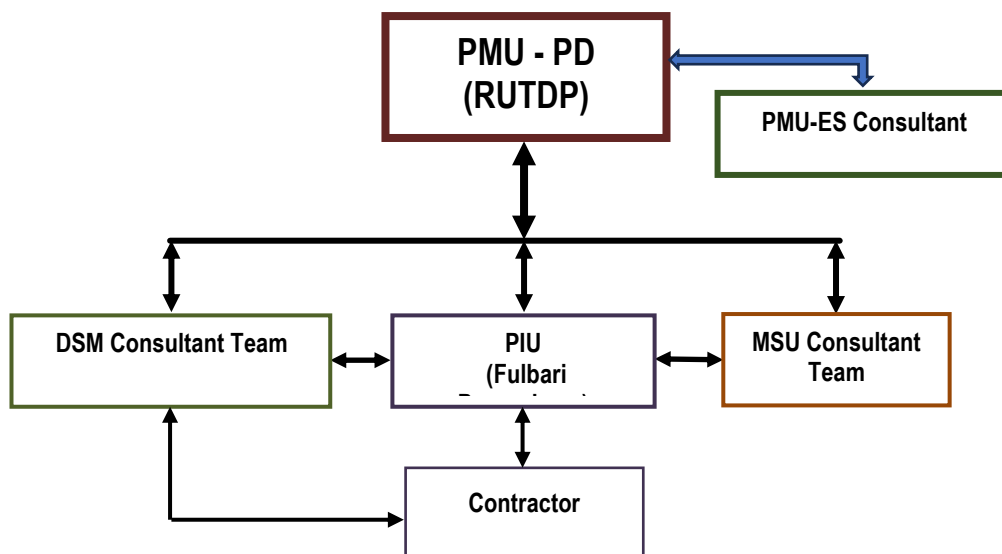 PMU - PD
(RUTDP)
PMU-ES Consultant
DSM Consultant Team
PIU
(Fulbari
MSU Consultant
Team
Contractor